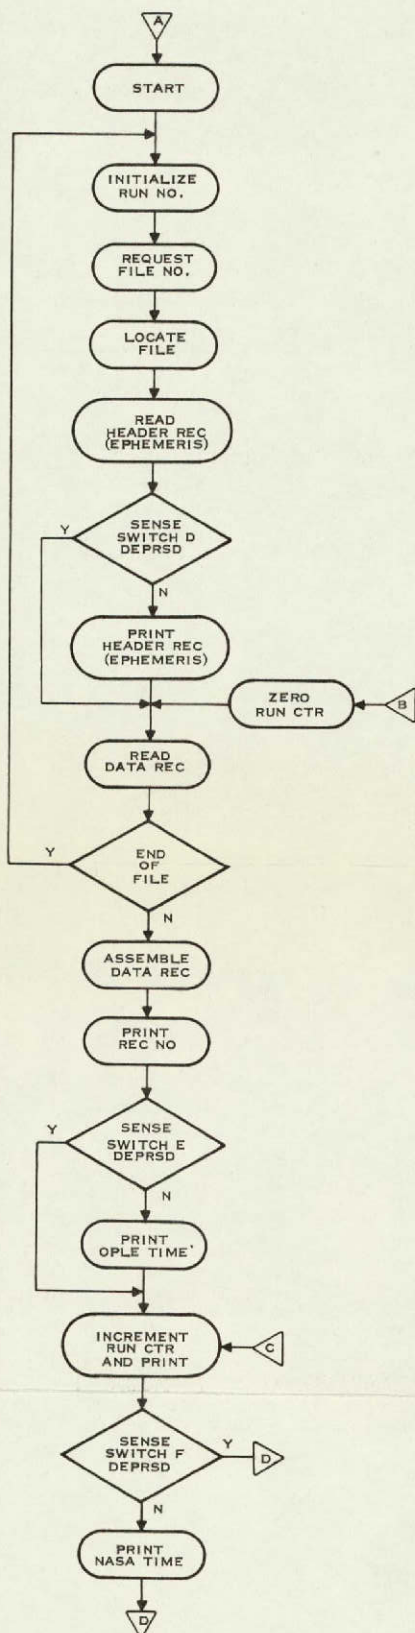 A
START
INITIALIZE
RUN NO.
REQUEST
FILE NO.
LOCATE
FILE
READ
HEADER REC
(EPHEMERIS)
SENSE
SWITCH D
DEPRSD
Y
N
PRINT
HEADER REC
(EPHEMERIS)
ZERO
RUN CTR
B
READ
DATA REC
END
OF
FILE
Y
N
ASSEMBLE
DATA REC
PRINT
REC NO
SENSE
SWITCH E
DEPRSD
Y
N
PRINT
OPLE TIME'
INCREMENT
RUN CTR
AND PRINT
C
SENSE
SWITCH F
DEPRSD
Y
D
N
PRINT
NASA TIME
D